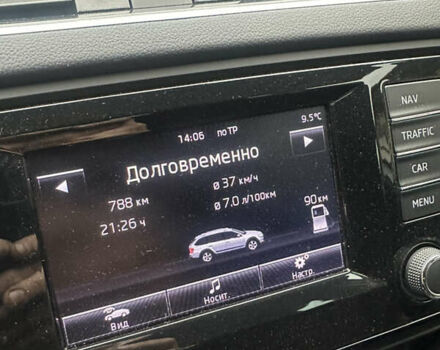 14:06 поТР 9.5°C
Долговременно
788 км ø 37 км/ч
21:26 ч ø 7.0 л/100км 90км
Вид Носит. Настр.
NAV
TRAFFIC
CAR
MENU